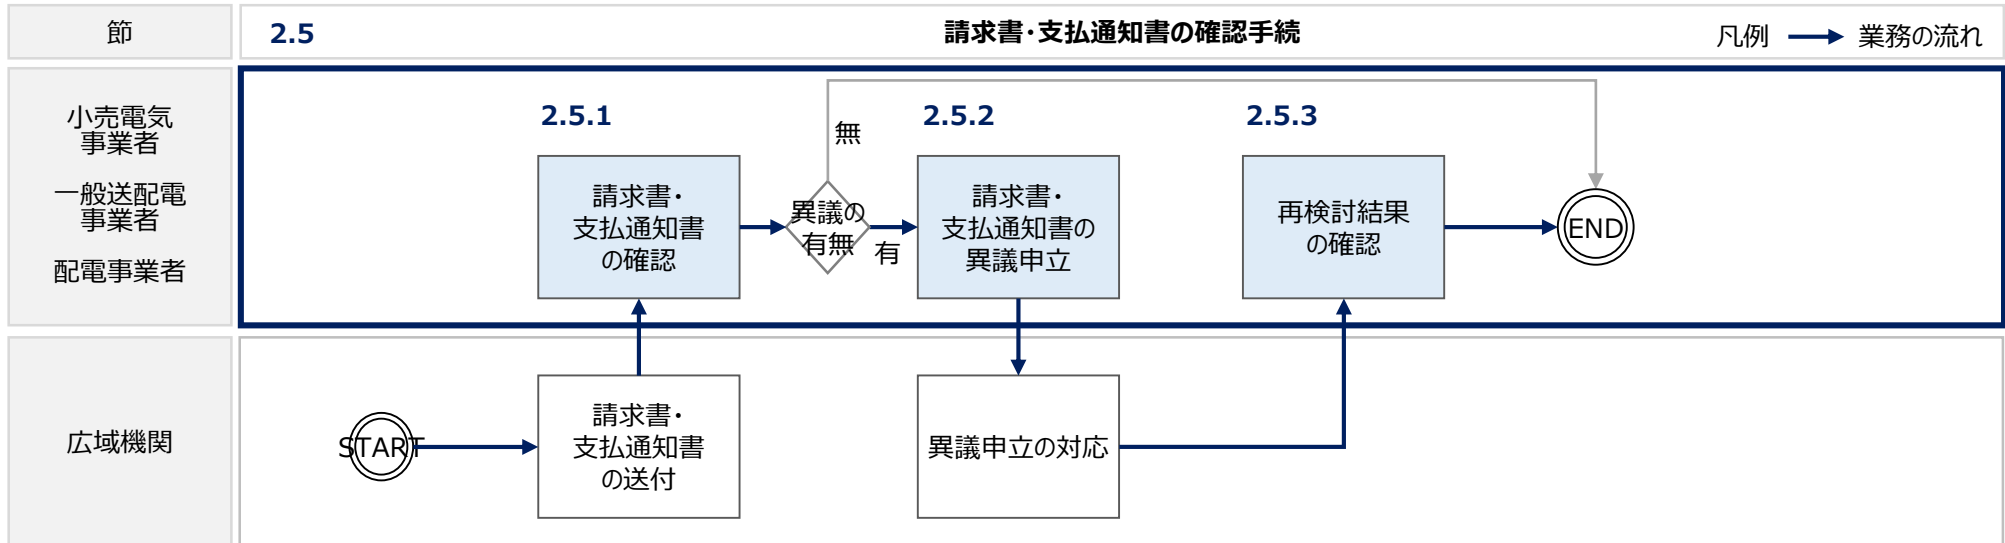 節
2.5
請求書・支払通知書の確認手続
凡例
業務の流れ
小売電気
事業者
一般送配電
事業者
配電事業者
2.5.1
請求書・
支払通知書
の確認
異議の
有無
無
有
2.5.2
請求書・
支払通知書の
異議申立
2.5.3
再検討結果
の確認
END
広域機関
START
請求書・
支払通知書
の送付
異議申立の対応